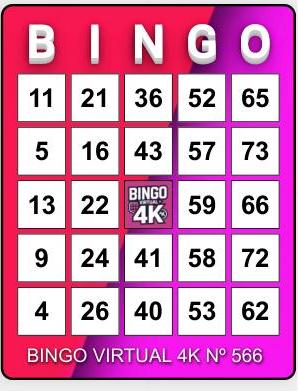 B I N G O
11 21 36 52 65
5 16 43 57 73
13 22 BINGO VIRTUAL 4K 59 66
9 24 41 58 72
4 26 40 53 62
BINGO VIRTUAL 4K Nº 566